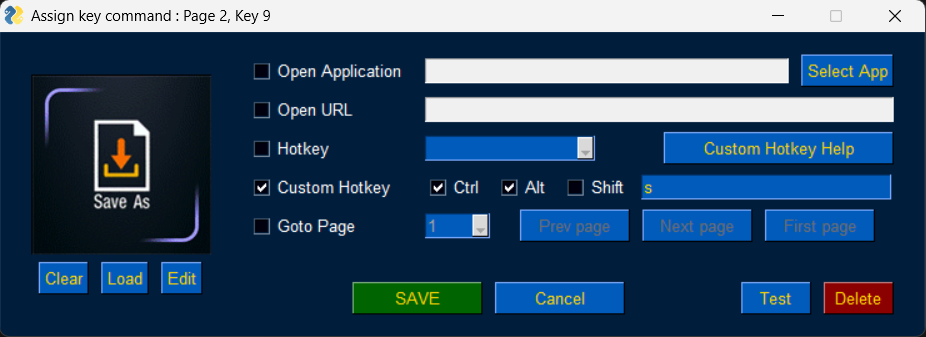 Assign key command : Page 2, Key 9
Open Application
Select App
Open URL
Hotkey
Custom Hotkey Help
Custom Hotkey Ctrl Alt Shift s
Save As
Goto Page 1 Prev page Next page First page
Clear Load Edit
SAVE Cancel Test Delete